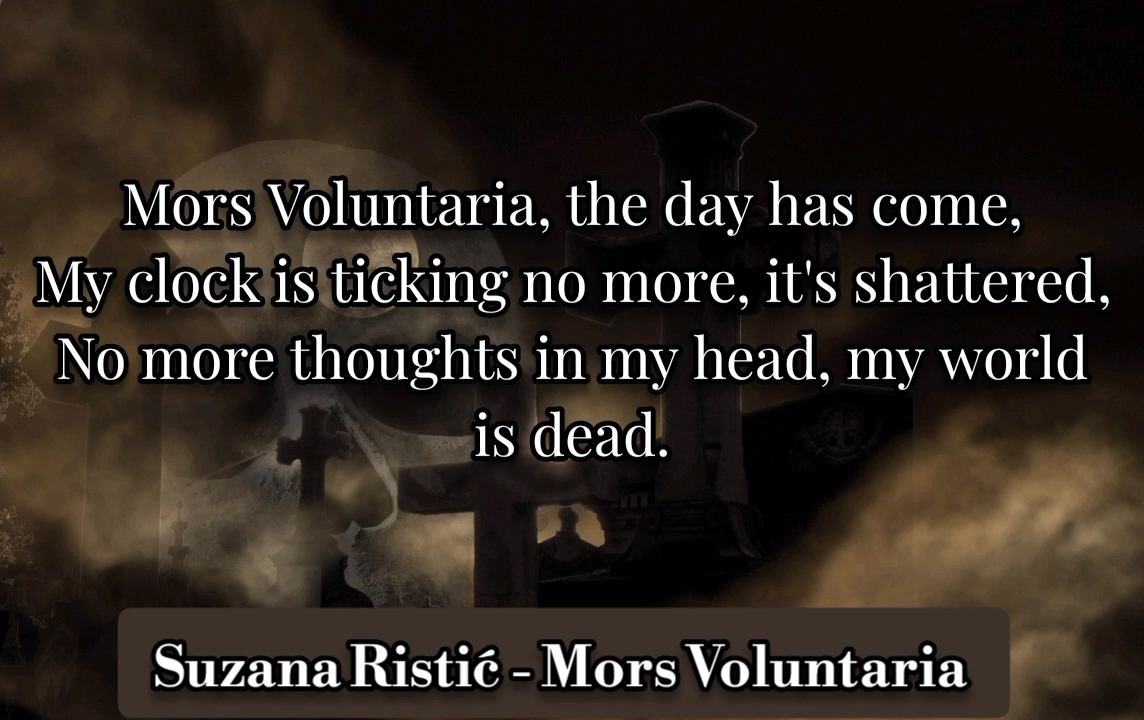 Mors Voluntaria, the day has come,
My clock is ticking no more, it's shattered,
No more thoughts in my head, my world
is dead.
Suzana Ristić - Mors Voluntaria